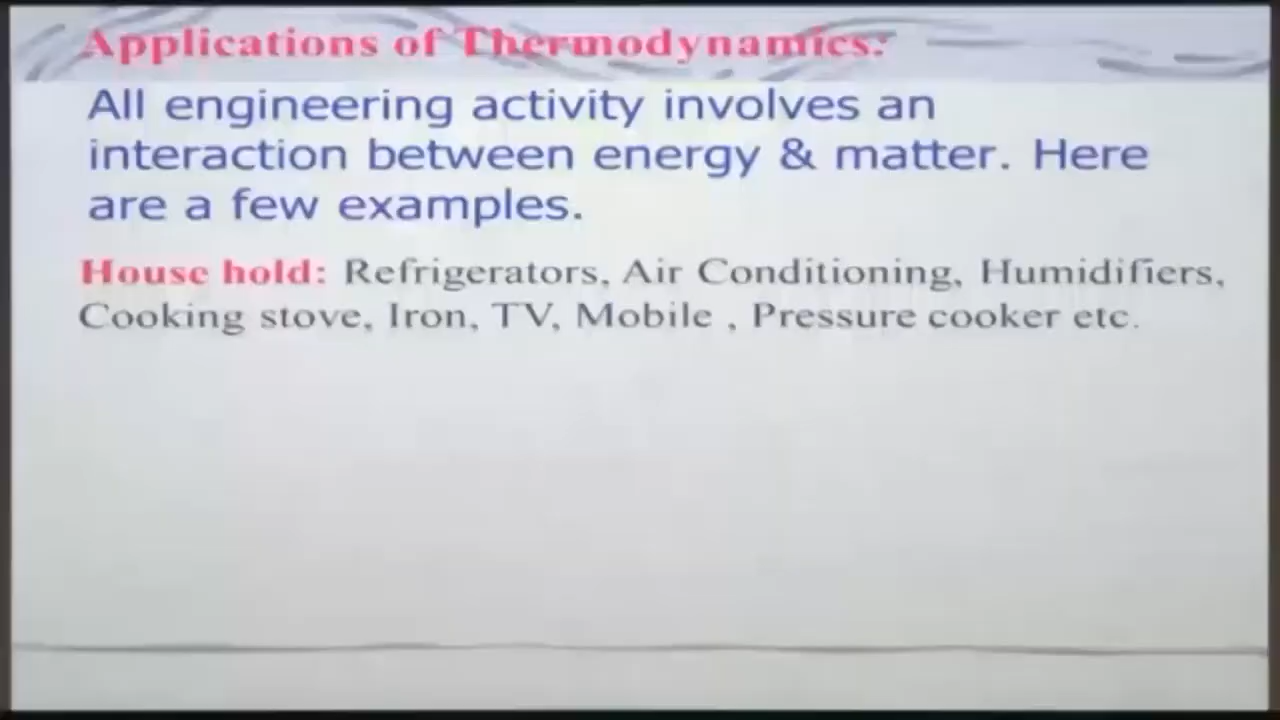 Applications of Thermodynamics:
All engineering activity involves an
interaction between energy & matter. Here
are a few examples.
House hold: Refrigerators, Air Conditioning, Humidifiers,
Cooking stove, Iron, TV, Mobile , Pressure cooker etc.